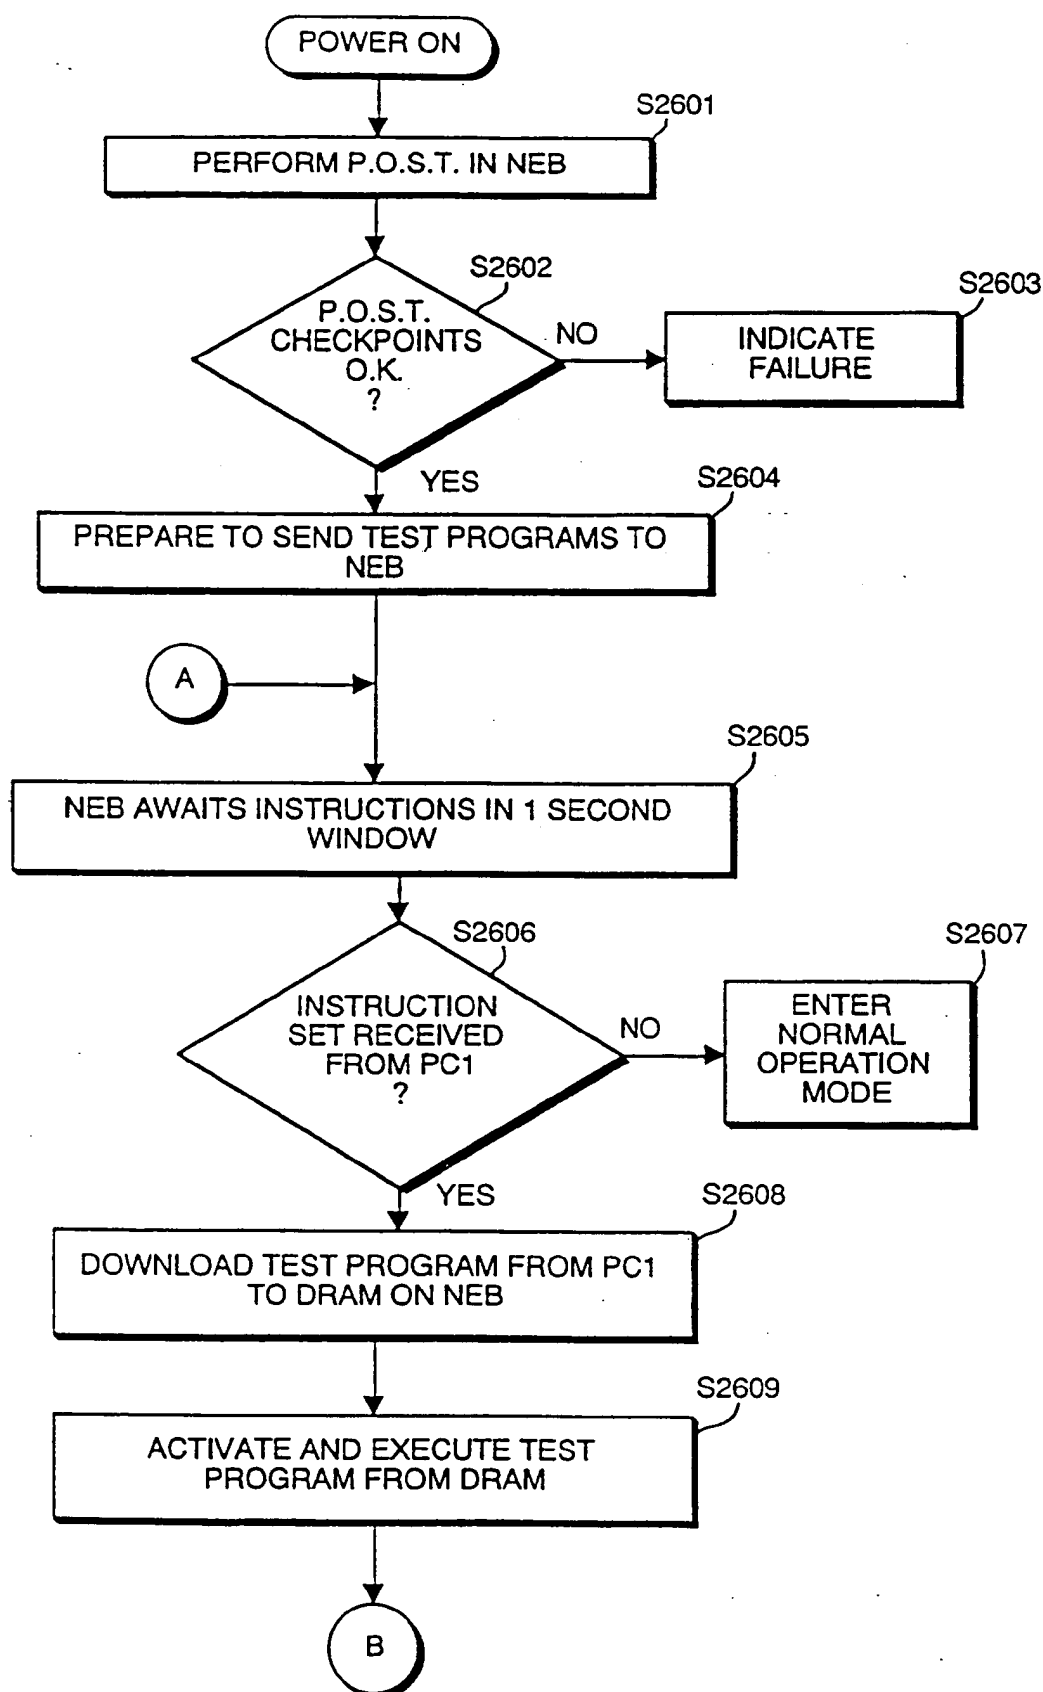 POWER ON
S2601
PERFORM P.O.S.T. IN NEB
S2602
P.O.S.T.
CHECKPOINTS
O.K.
?
NO
S2603
INDICATE
FAILURE
YES
S2604
PREPARE TO SEND TEST PROGRAMS TO
NEB
A
S2605
NEB AWAITS INSTRUCTIONS IN 1 SECOND
WINDOW
S2606
INSTRUCTION
SET RECEIVED
FROM PC1
?
NO
S2607
ENTER
NORMAL
OPERATION
MODE
YES
S2608
DOWNLOAD TEST PROGRAM FROM PC1
TO DRAM ON NEB
S2609
ACTIVATE AND EXECUTE TEST
PROGRAM FROM DRAM
B